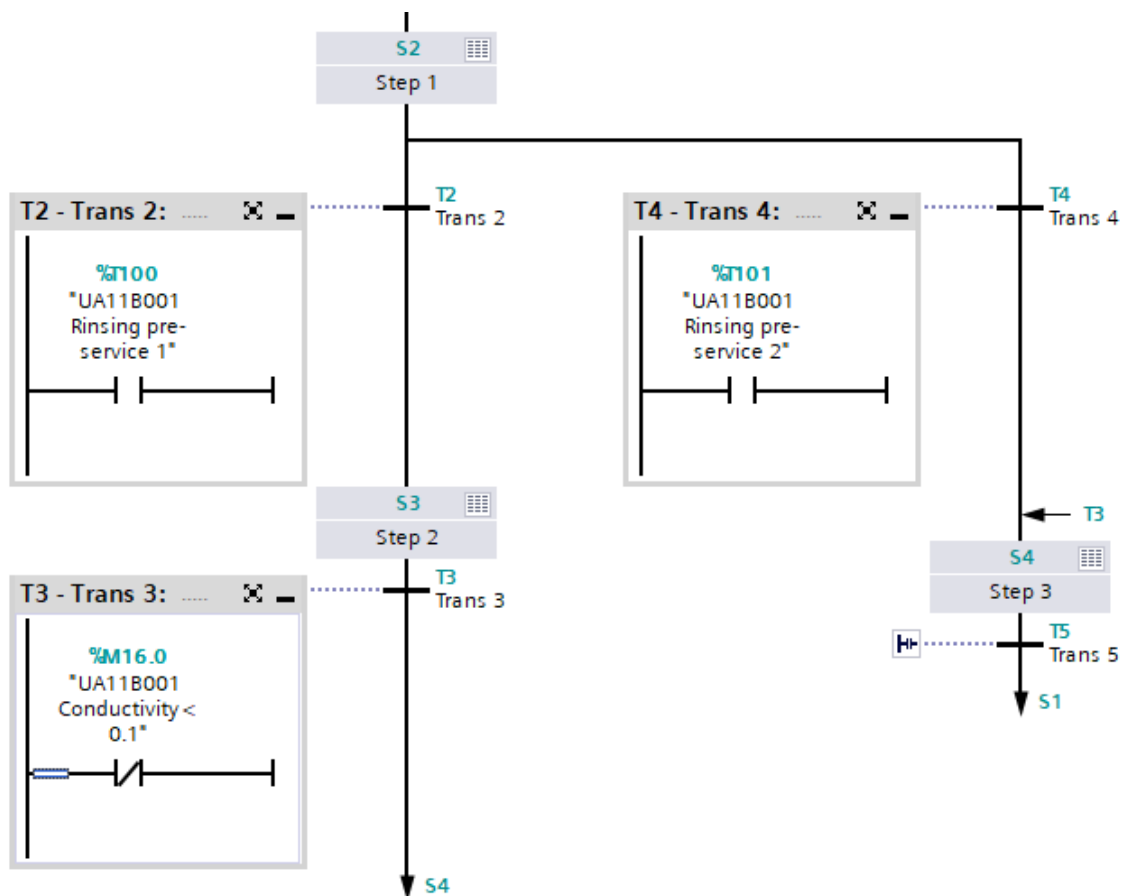 S2
Step 1
T2 - Trans 2: .....
T2
Trans 2
%T100
"UA11B001
Rinsing pre-
service 1"
T4 - Trans 4: .....
T4
Trans 4
%T101
"UA11B001
Rinsing pre-
service 2"
S3
Step 2
T3
S4
Step 3
T3 - Trans 3: .....
T3
Trans 3
%M16.0
"UA11B001
Conductivity <
0.1"
T5
Trans 5
S1
S4